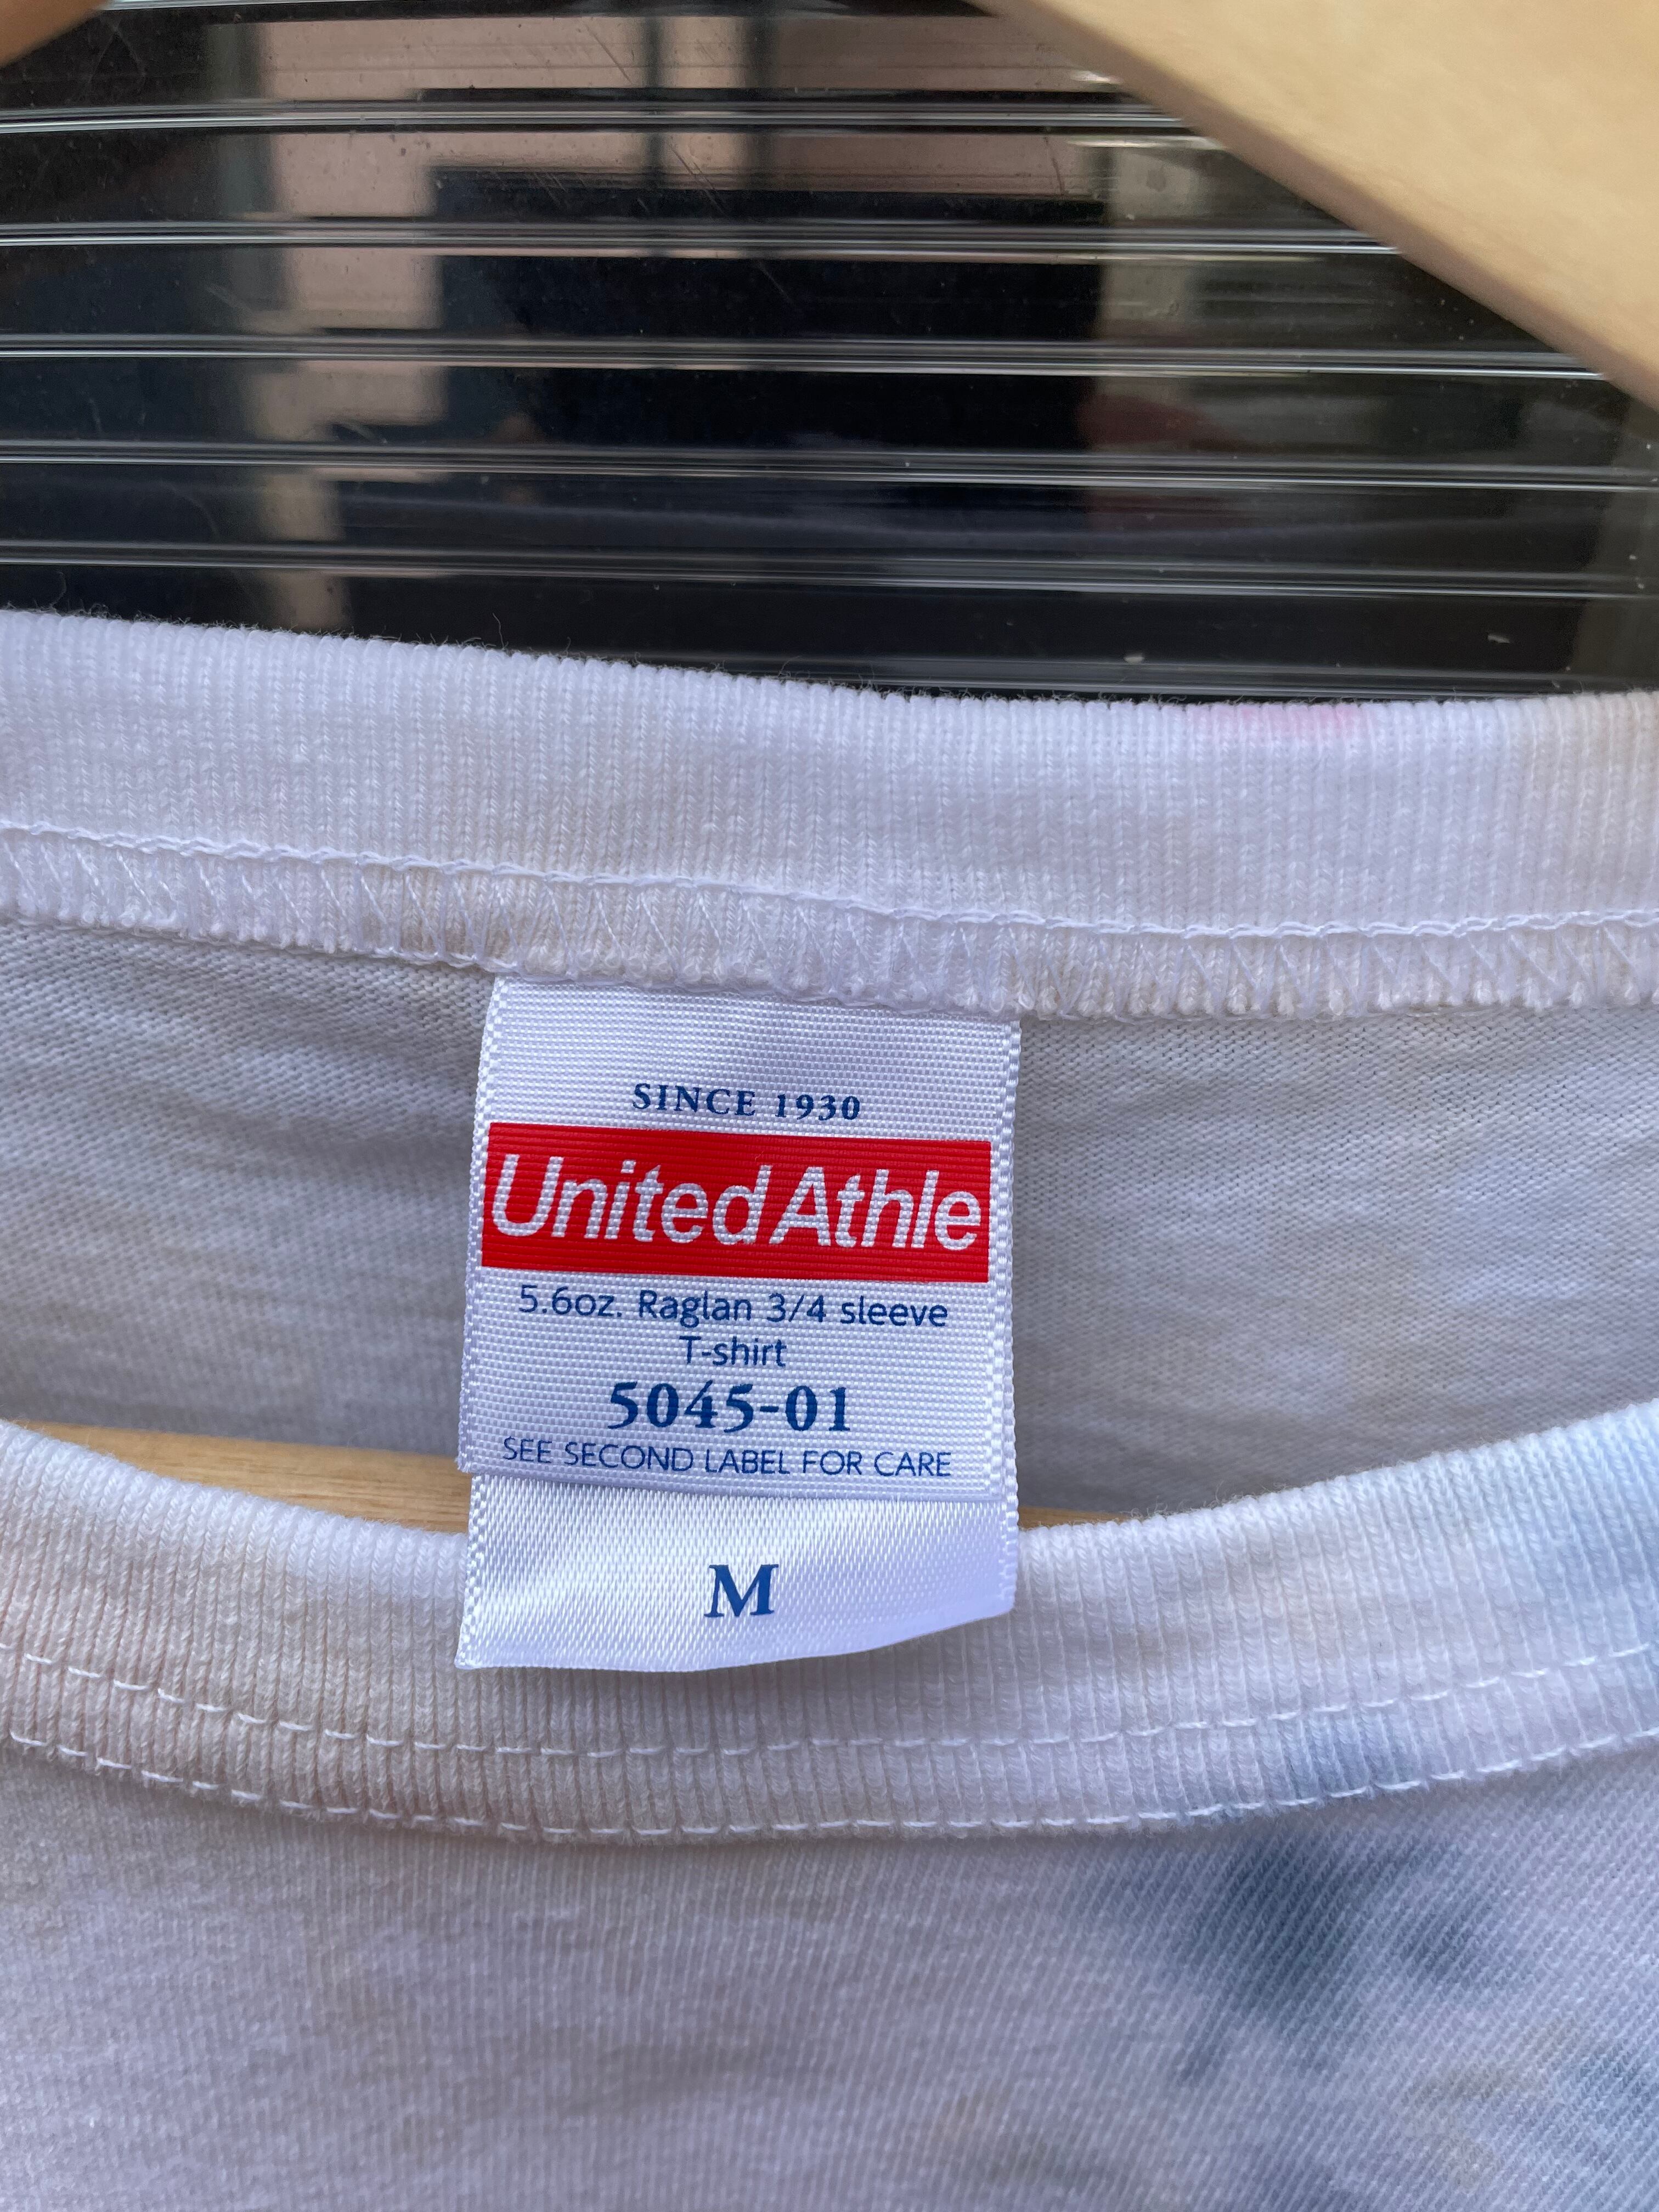 SINCE 1930
United Athle
5.6oz. Raglan 3/4 sleeve
T-shirt
5045-01
SEE SECOND LABEL FOR CARE
M